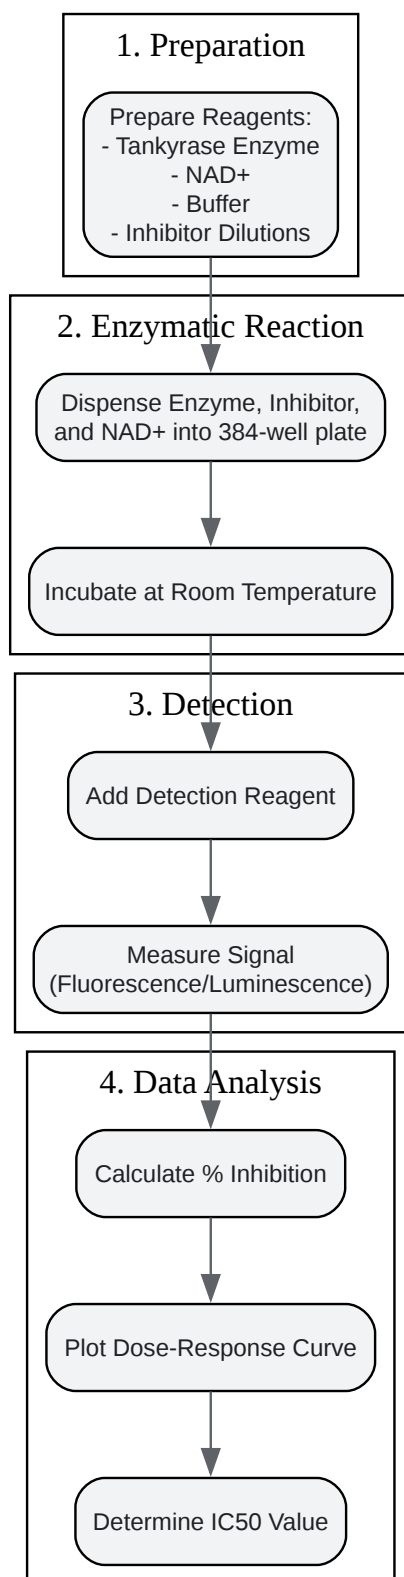 1. Preparation
Prepare Reagents:
- Tankyrase Enzyme
- NAD+
- Buffer
- Inhibitor Dilutions
2. Enzymatic Reaction
Dispense Enzyme, Inhibitor,
and NAD+ into 384-well plate
Incubate at Room Temperature
3. Detection
Add Detection Reagent
Measure Signal
(Fluorescence/Luminescence)
4. Data Analysis
Calculate % Inhibition
Plot Dose-Response Curve
Determine IC50 Value